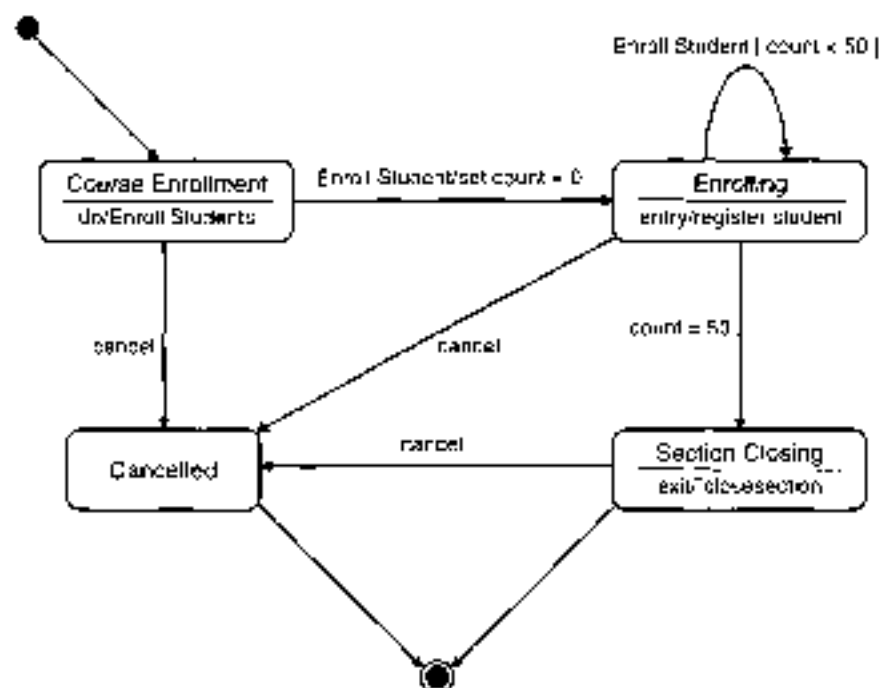 Enroll Student [ count < 50 ]
Course Enrollment
do/Enroll Students
Enroll Student/set count = 0
Enrolling
entry/register student
cancel
cancel
count = 50
Cancelled
cancel
Section Closing
exit/closesection